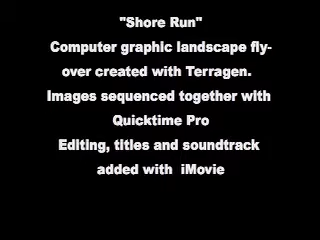 "Shore Run"
Computer graphic landscape fly-
over created with Terragen.
Images sequenced together with
Quicktime Pro
Editing, titles and soundtrack
added with iMovie